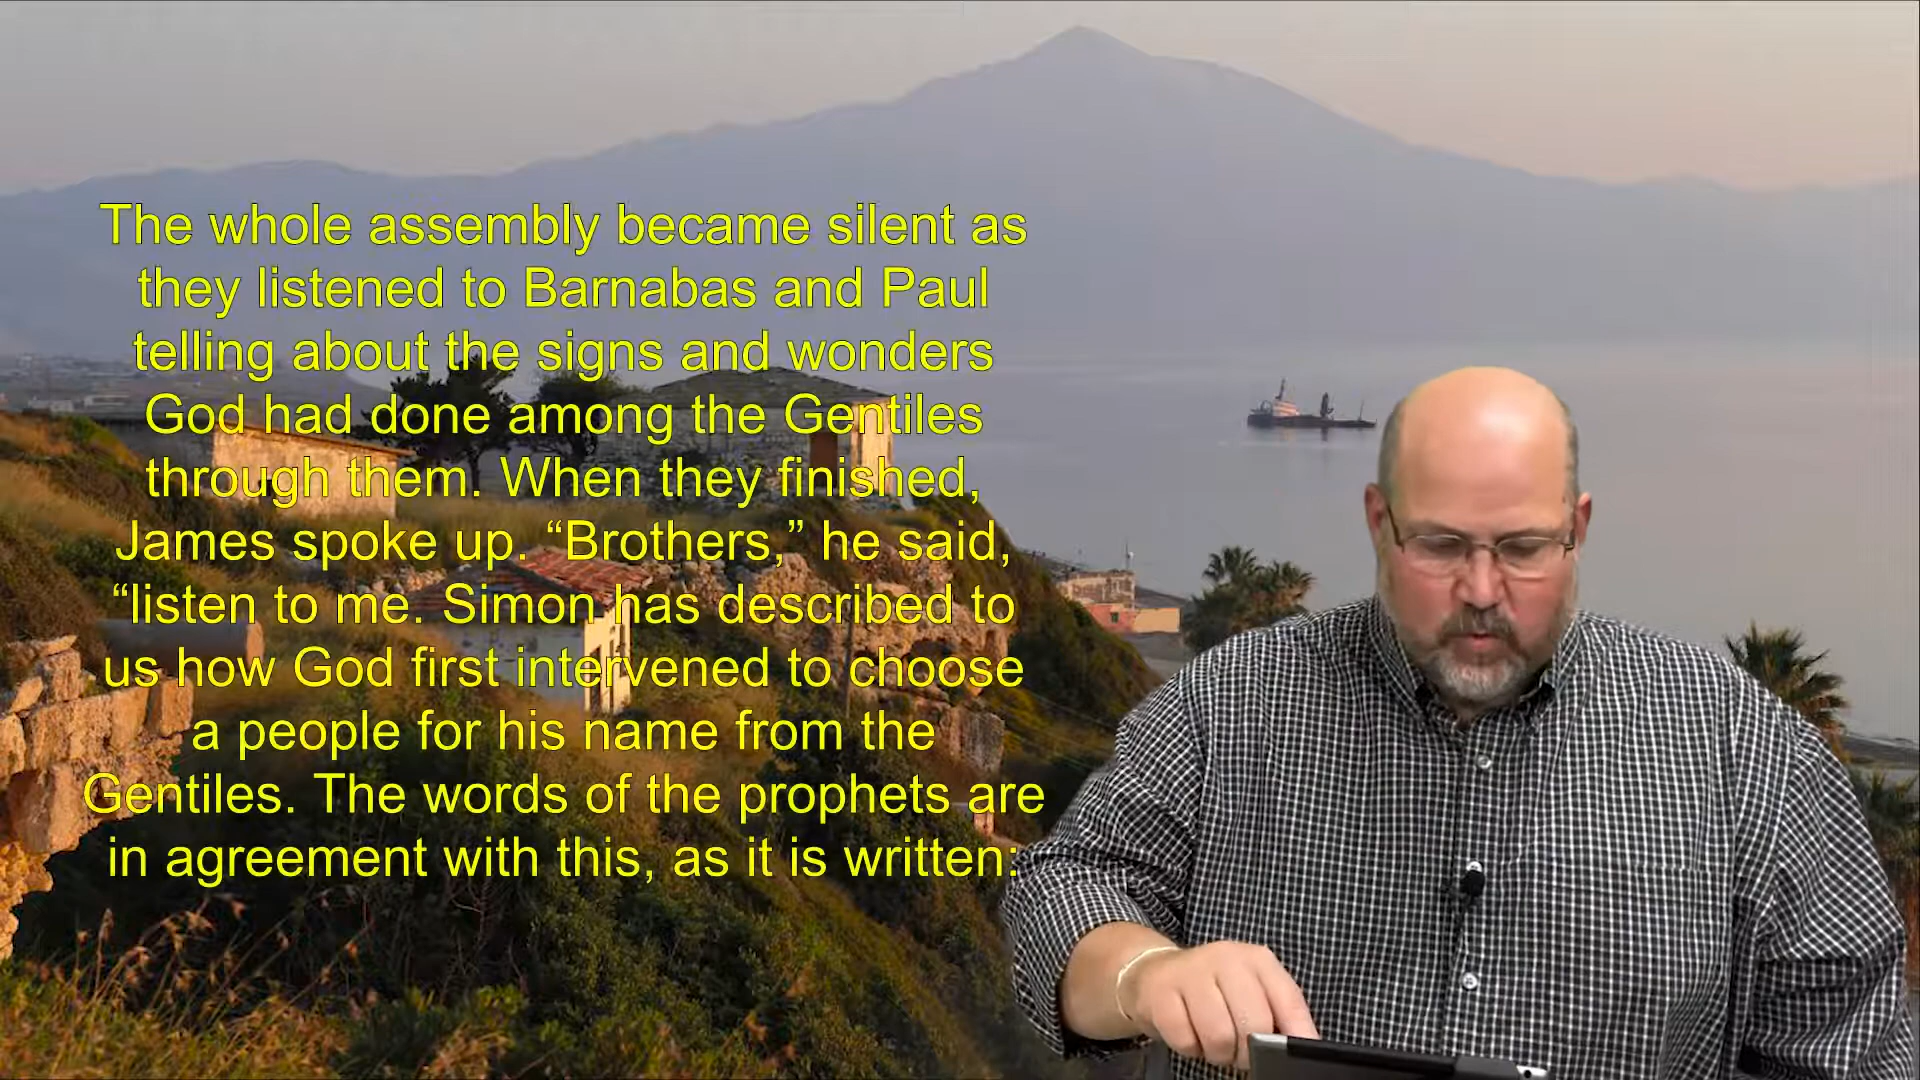 The whole assembly became silent as
they listened to Barnabas and Paul
telling about the signs and wonders
God had done among the Gentiles
through them. When they finished,
James spoke up. “Brothers,” he said,
“listen to me. Simon has described to
us how God first intervened to choose
a people for his name from the
Gentiles. The words of the prophets are
in agreement with this, as it is written: